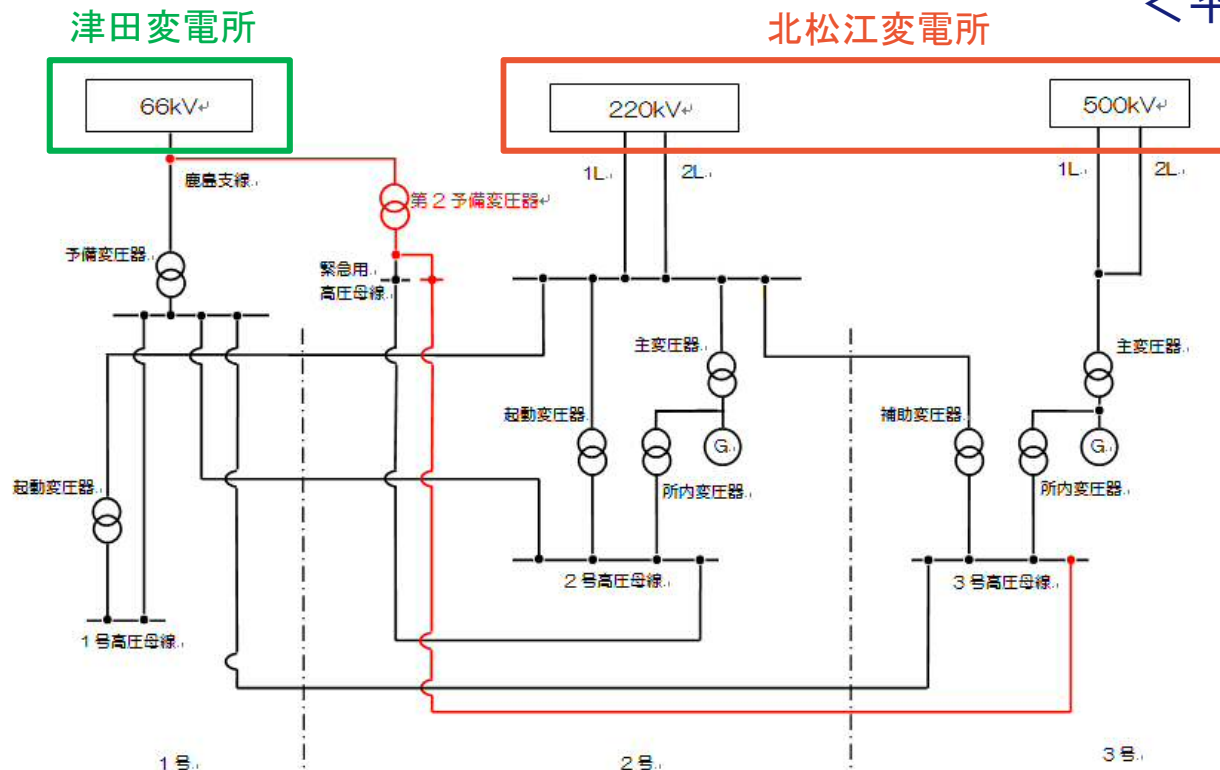 津田変電所
北松江変電所
66kV
220kV
500kV
鹿島支線
1L
2L
1L
2L
第2予備変圧器
予備変圧器
緊急用
高圧母線
主変圧器
主変圧器
起動変圧器
G
補助変圧器
G
起動変圧器
所内変圧器
所内変圧器
2号高圧母線
3号高圧母線
1号高圧母線
1号
2号
3号